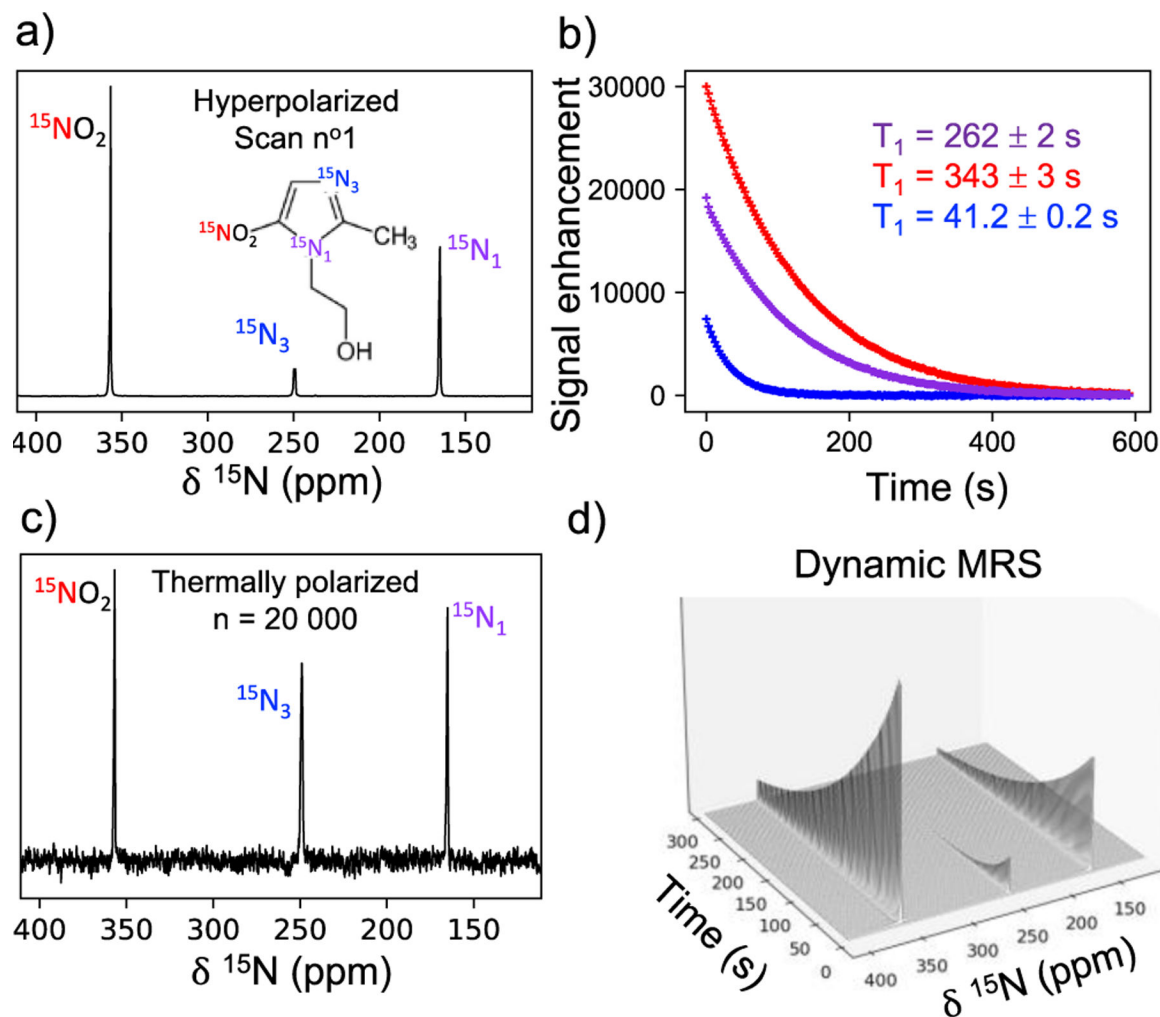 a)
Hyperpolarized
Scan nº1
¹⁵NO₂
¹⁵N₃
¹⁵NO₂
¹⁵N₁
CH₃
OH
¹⁵N₃
¹⁵N₁
400 350 300 250 200 150
δ ¹⁵N (ppm)
b)
Signal enhancement
30000
20000
10000
0
T₁ = 262 ± 2 s
T₁ = 343 ± 3 s
T₁ = 41.2 ± 0.2 s
0 200 400 600
Time (s)
c)
Thermally polarized
n = 20 000
¹⁵NO₂
¹⁵N₃
¹⁵N₁
400 350 300 250 200 150
δ ¹⁵N (ppm)
d)
Dynamic MRS
300
250
200
150
100
50
0
Time (s)
400 350 300 250 200 150
δ ¹⁵N (ppm)